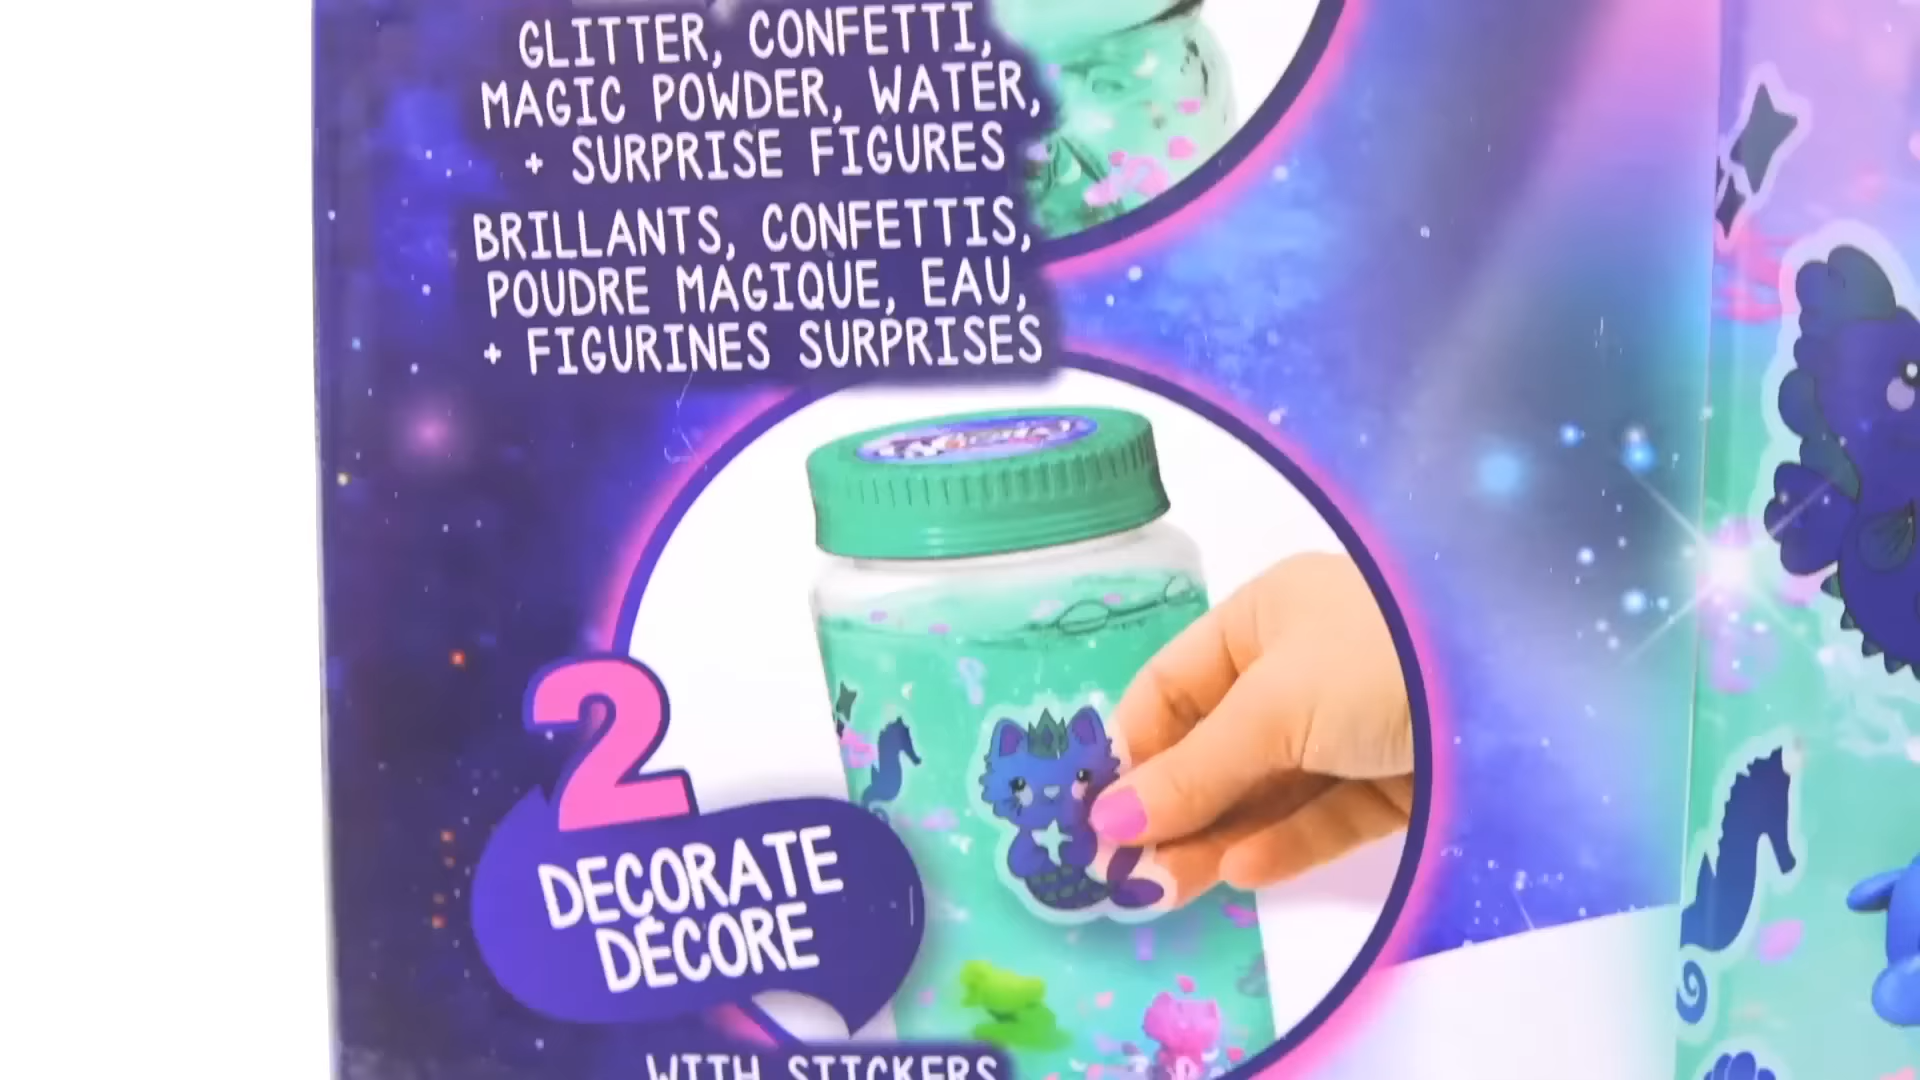 GLITTER, CONFETTI,
MAGIC POWDER, WATER,
+ SURPRISE FIGURES
BRILLANTS, CONFETTIS,
POUDRE MAGIQUE, EAU,
+ FIGURINES SURPRISES
2
DECORATE
DÉCORE
WITH STICKERS